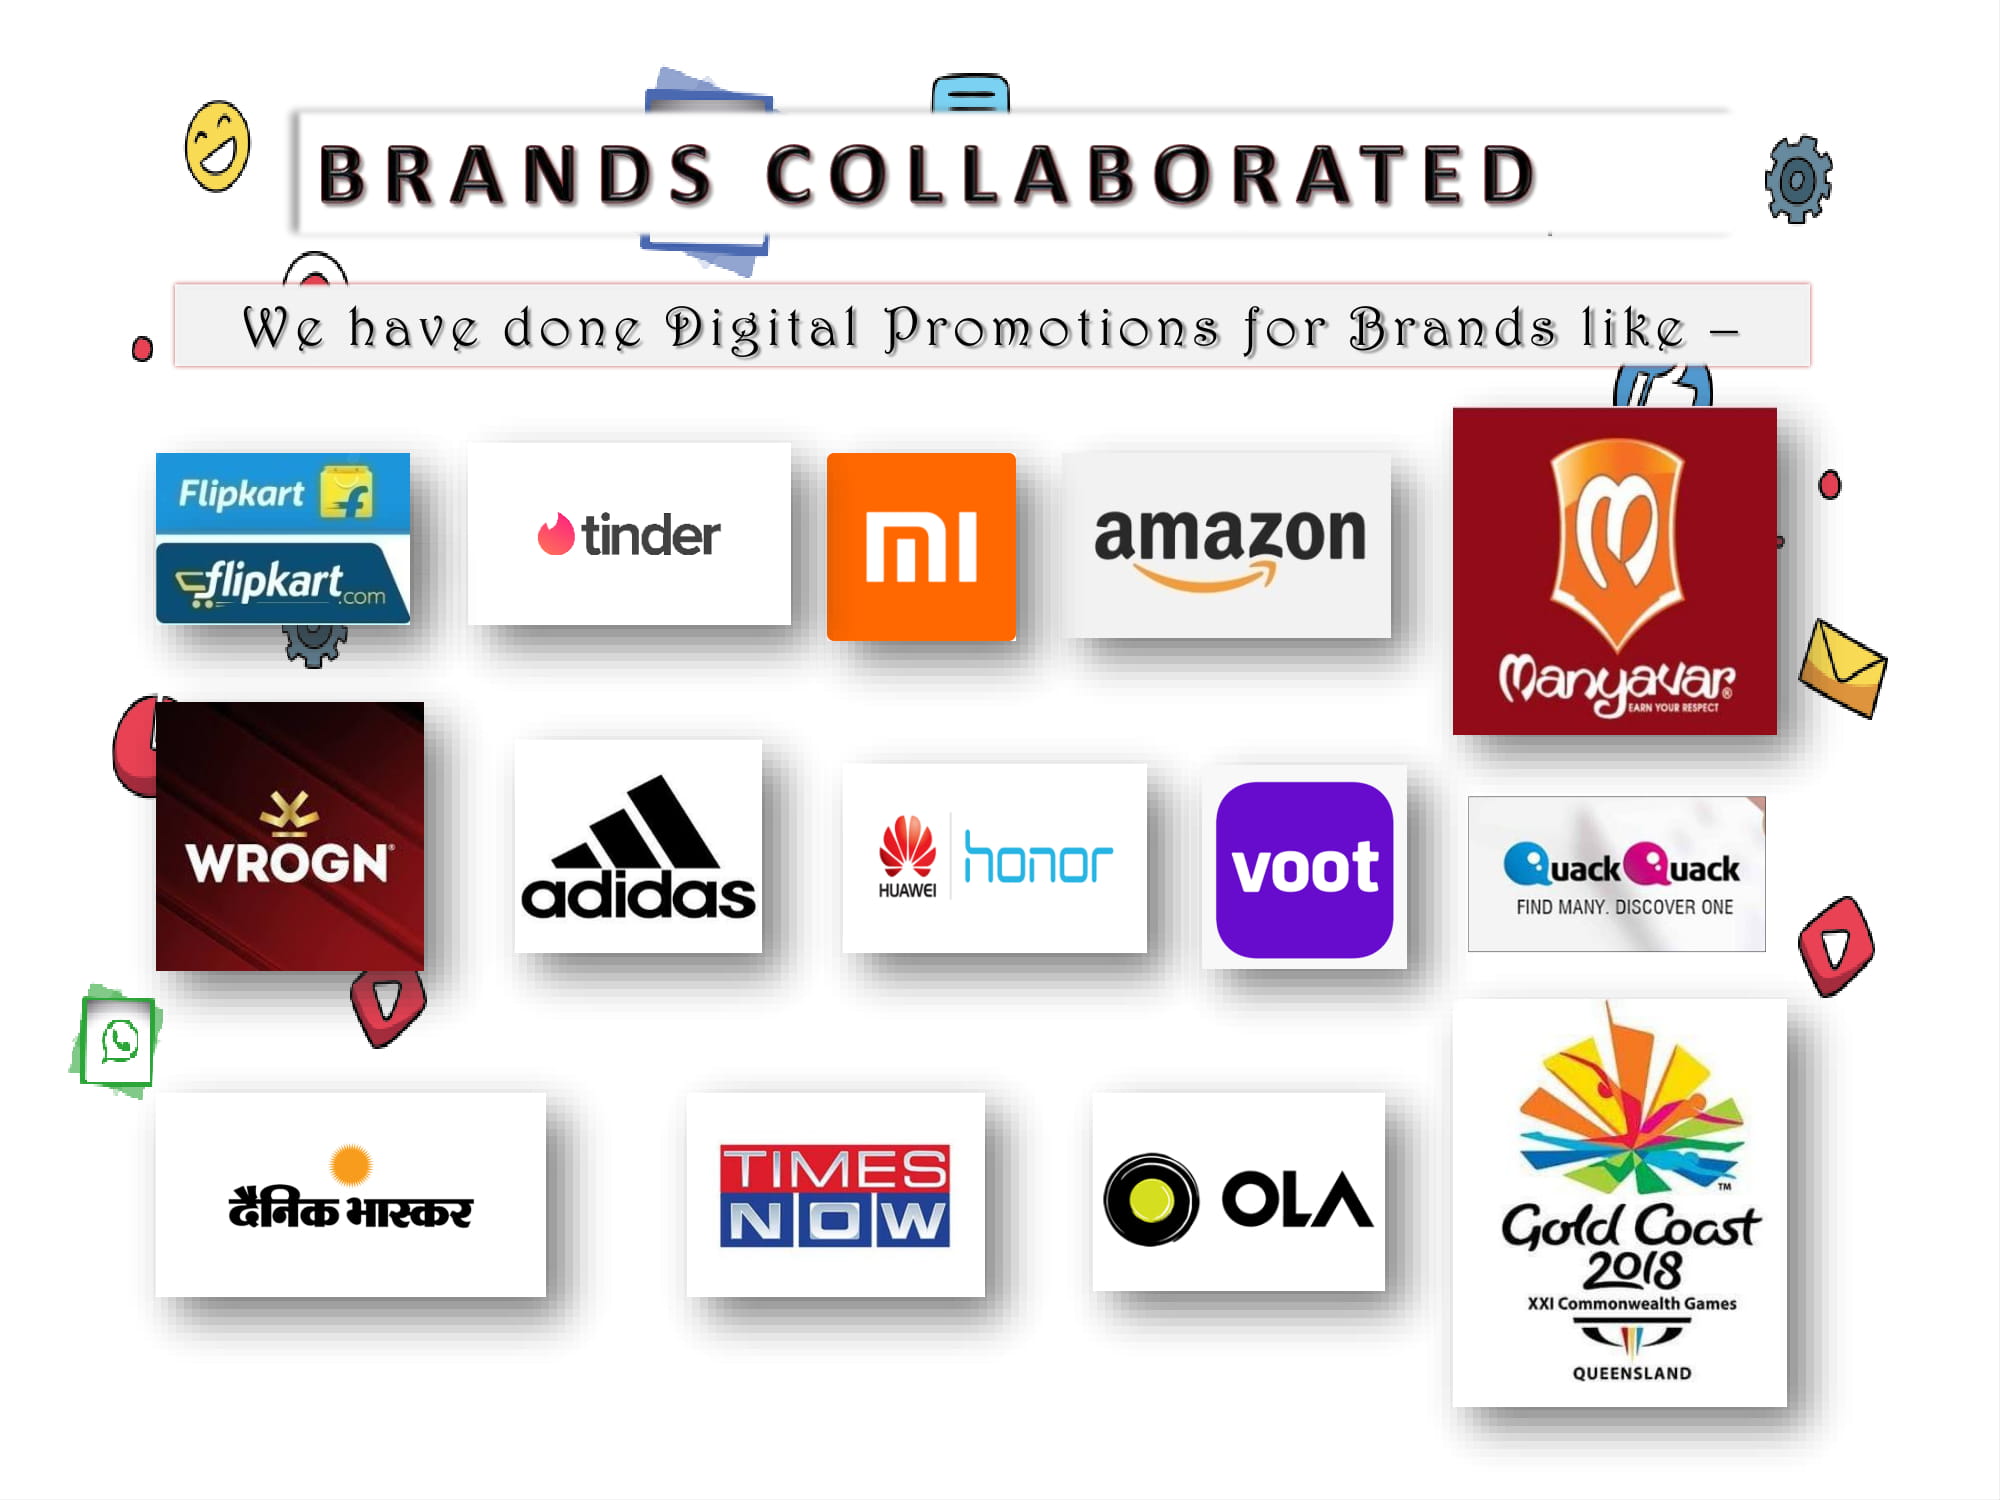 BRANDS COLLABORATED
We have done Digital Promotions for Brands like –
Flipkart
flipkart.com
tinder
mi
amazon
Manyavar®
EARN YOUR RESPECT
WROGN®
adidas
HUAWEI
honor
voot
QuackQuack
FIND MANY. DISCOVER ONE
दैनिक भास्कर
TIMES
NOW
OLA
TM
Gold Coast
2018
XXI Commonwealth Games
QUEENSLAND